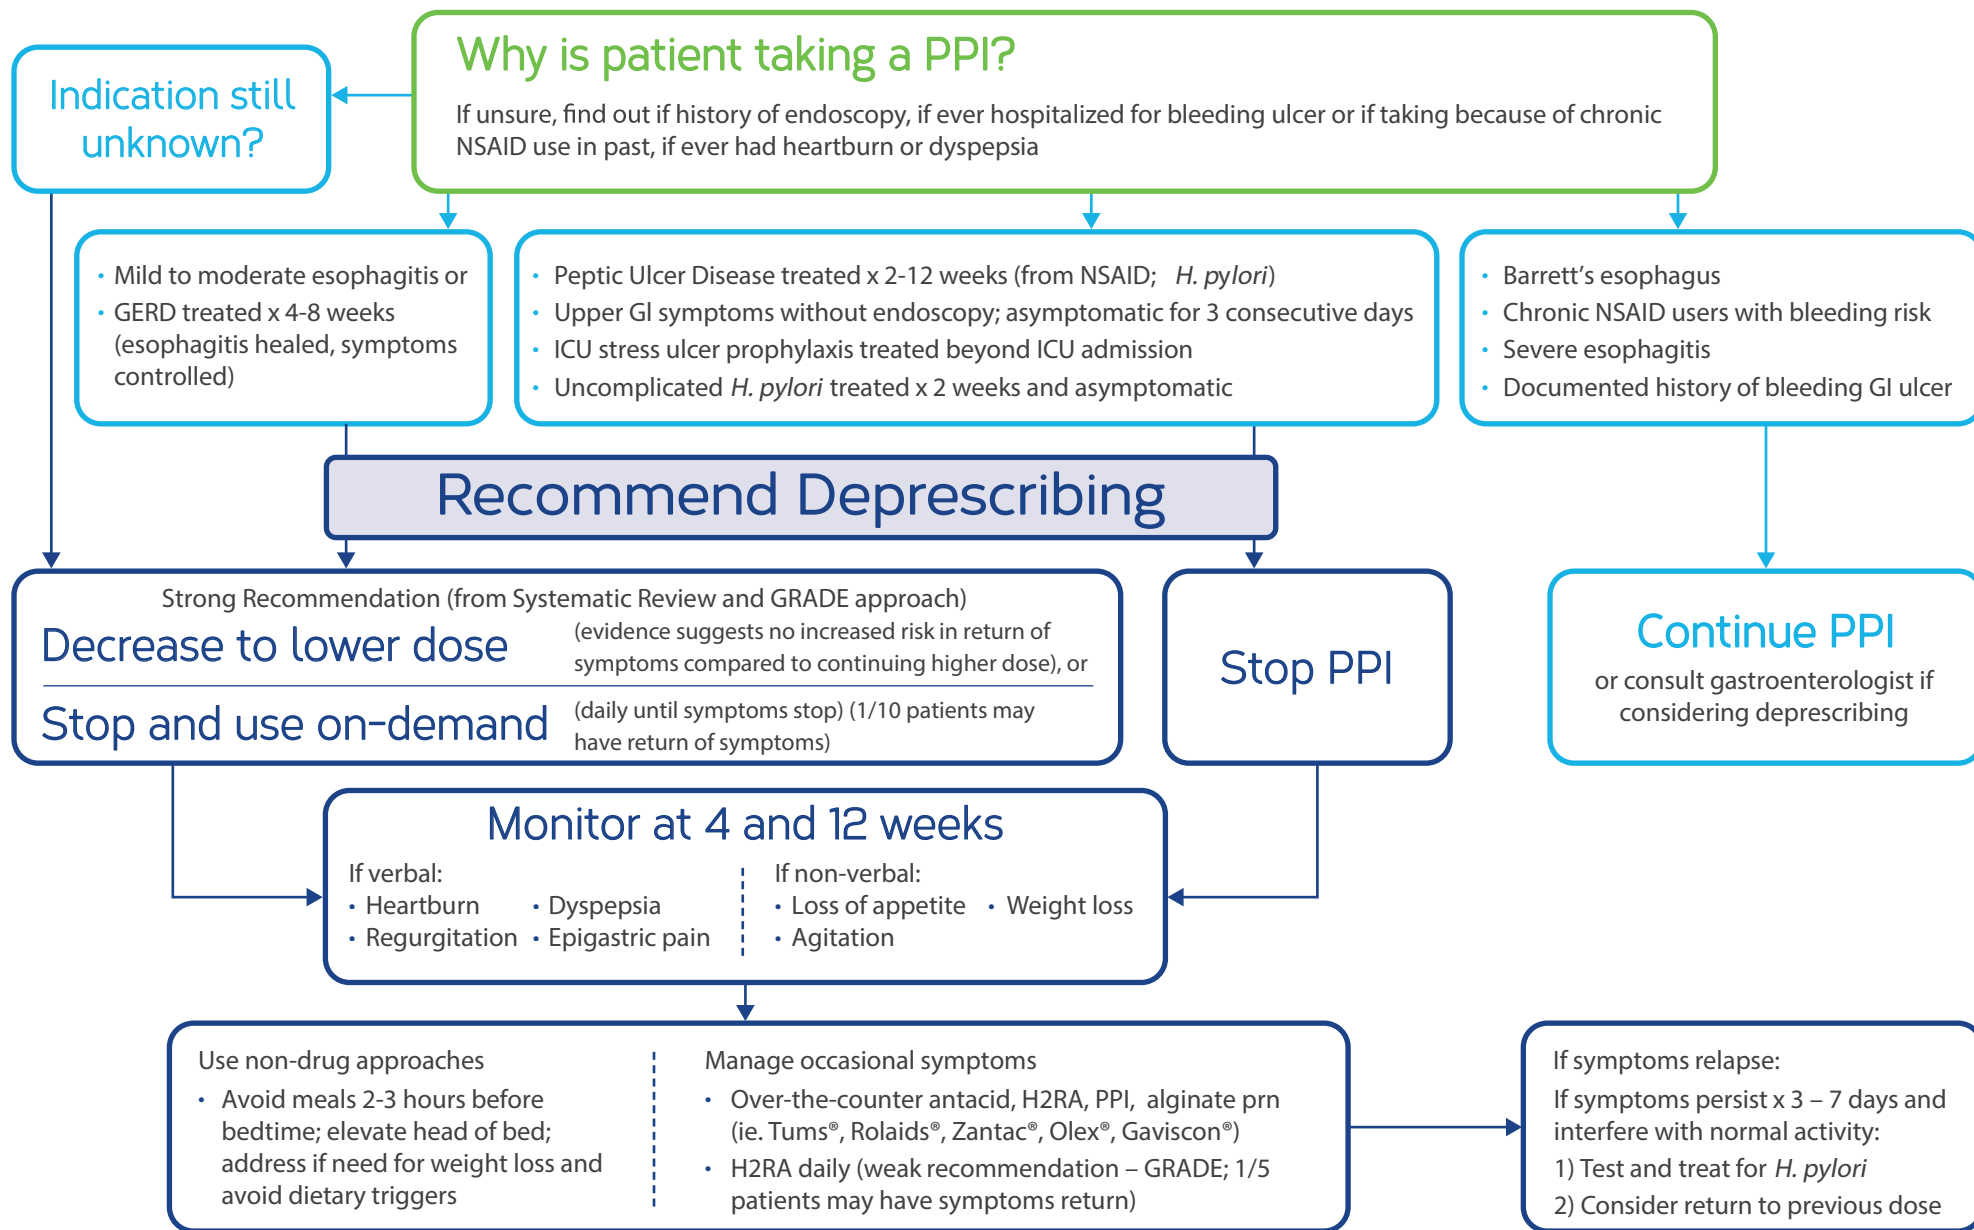 Why is patient taking a PPI?
If unsure, find out if history of endoscopy, if ever hospitalized for bleeding ulcer or if taking because of chronic
NSAID use in past, if ever had heartburn or dyspepsia
Indication still
unknown?
• Mild to moderate esophagitis or
• GERD treated x 4-8 weeks
(esophagitis healed, symptoms
controlled)
• Peptic Ulcer Disease treated x 2-12 weeks (from NSAID; H. pylori)
• Upper GI symptoms without endoscopy; asymptomatic for 3 consecutive days
• ICU stress ulcer prophylaxis treated beyond ICU admission
• Uncomplicated H. pylori treated x 2 weeks and asymptomatic
• Barrett’s esophagus
• Chronic NSAID users with bleeding risk
• Severe esophagitis
• Documented history of bleeding GI ulcer
Recommend Deprescribing
Strong Recommendation (from Systematic Review and GRADE approach)
Decrease to lower dose
(evidence suggests no increased risk in return of
symptoms compared to continuing higher dose), or
Stop and use on-demand
(daily until symptoms stop) (1/10 patients may
have return of symptoms)
Stop PPI
Continue PPI
or consult gastroenterologist if
considering deprescribing
Monitor at 4 and 12 weeks
If verbal:
• Heartburn • Dyspepsia
• Regurgitation • Epigastric pain
If non-verbal:
• Loss of appetite • Weight loss
• Agitation
Use non-drug approaches
• Avoid meals 2-3 hours before
bedtime; elevate head of bed;
address if need for weight loss and
avoid dietary triggers
Manage occasional symptoms
• Over-the-counter antacid, H2RA, PPI, alginate prn
(ie. Tums®, Rolaids®, Zantac®, Olex®, Gaviscon®)
• H2RA daily (weak recommendation – GRADE; 1/5
patients may have symptoms return)
If symptoms relapse:
If symptoms persist x 3 – 7 days and
interfere with normal activity:
1) Test and treat for H. pylori
2) Consider return to previous dose